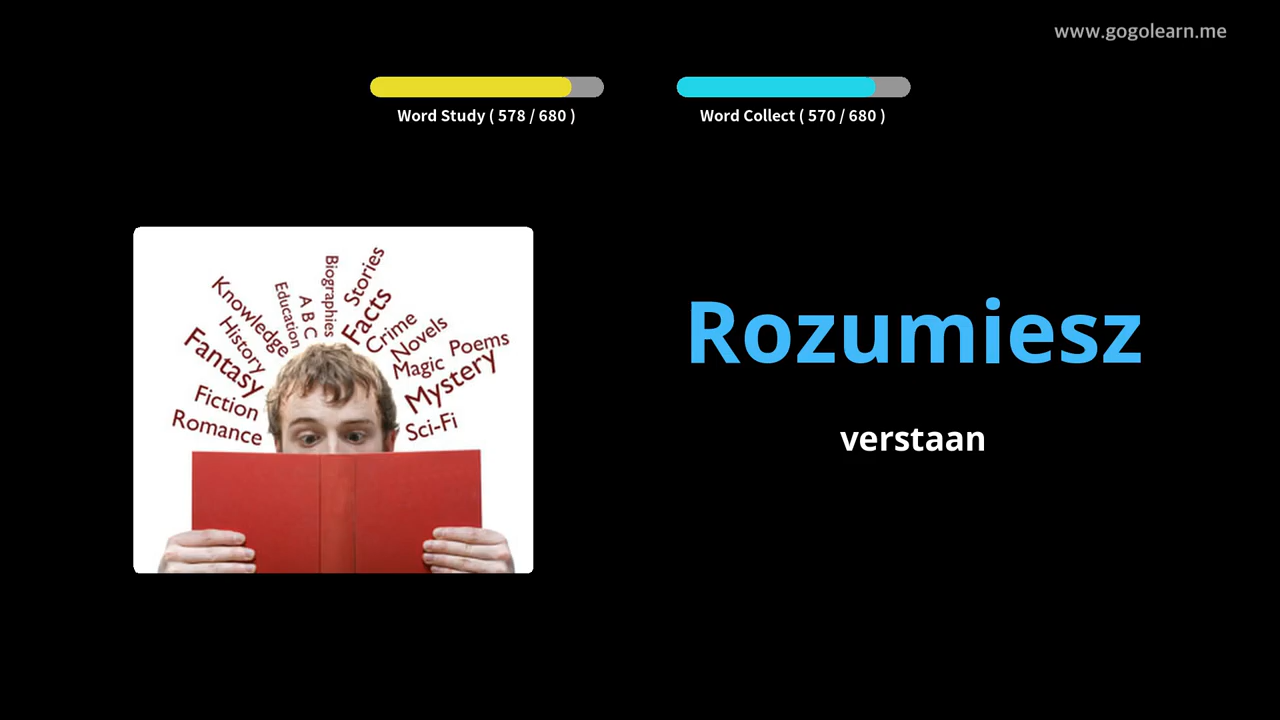 www.gogolearn.me
Word Study ( 578 / 680 )
Word Collect ( 570 / 680 )
Stories
Biographies
Facts
Education
A B C
Knowledge
Crime
Novels
History
Poems
Fantasy
Magic
Mystery
Fiction
Romance
Sci-Fi
Rozumiesz
verstaan